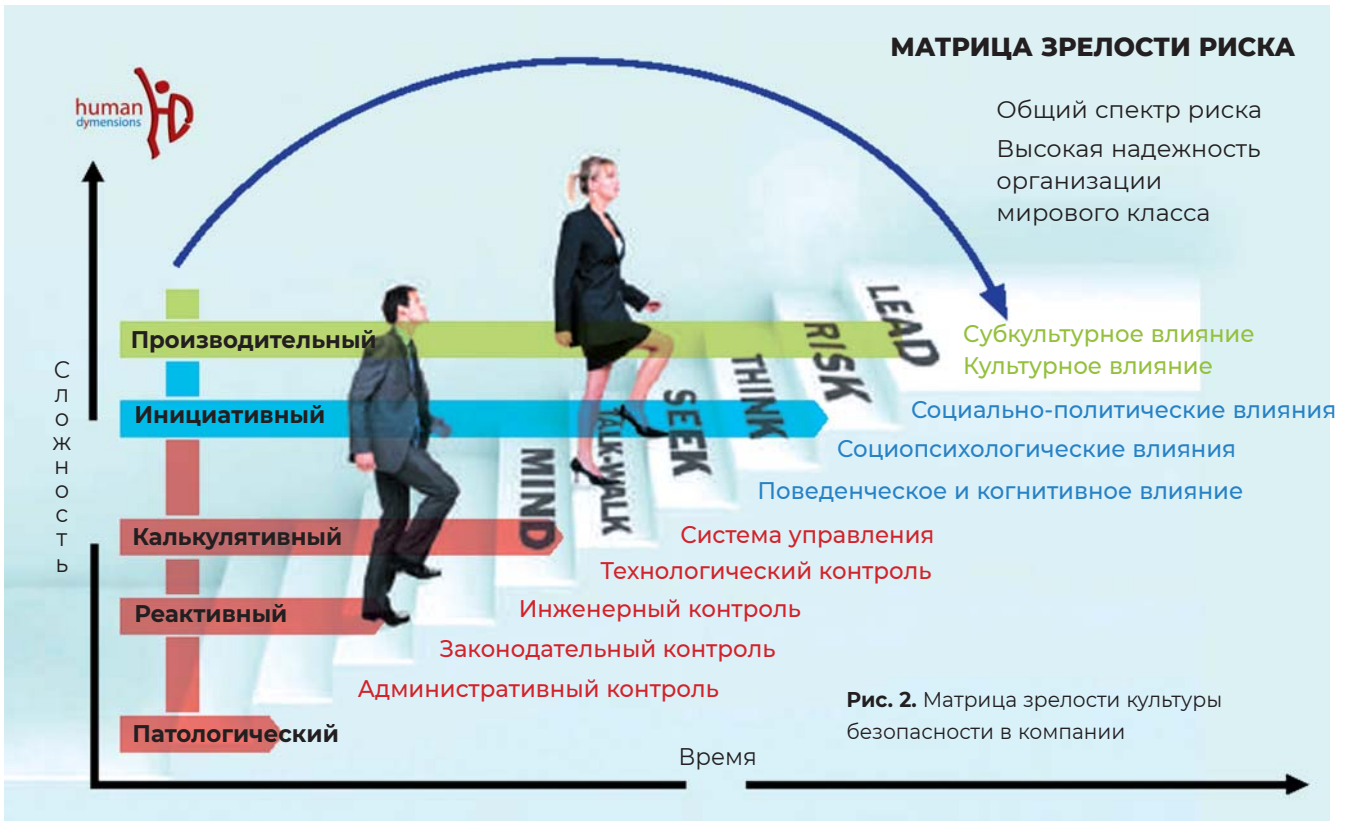 МАТРИЦА ЗРЕЛОСТИ РИСКА
human
dymensions
HD
Общий спектр риска
Высокая надежность
организации
мирового класса
Сложность
Производительный
Инициативный
Калькулятивный
Реактивный
Патологический
LEAD
RISK
THINK
SEEK
TALK-WALK
MIND
Субкультурное влияние
Культурное влияние
Социально-политические влияния
Социопсихологические влияния
Поведенческое и когнитивное влияние
Система управления
Технологический контроль
Инженерный контроль
Законодательный контроль
Административный контроль
Рис. 2. Матрица зрелости культуры
безопасности в компании
Время